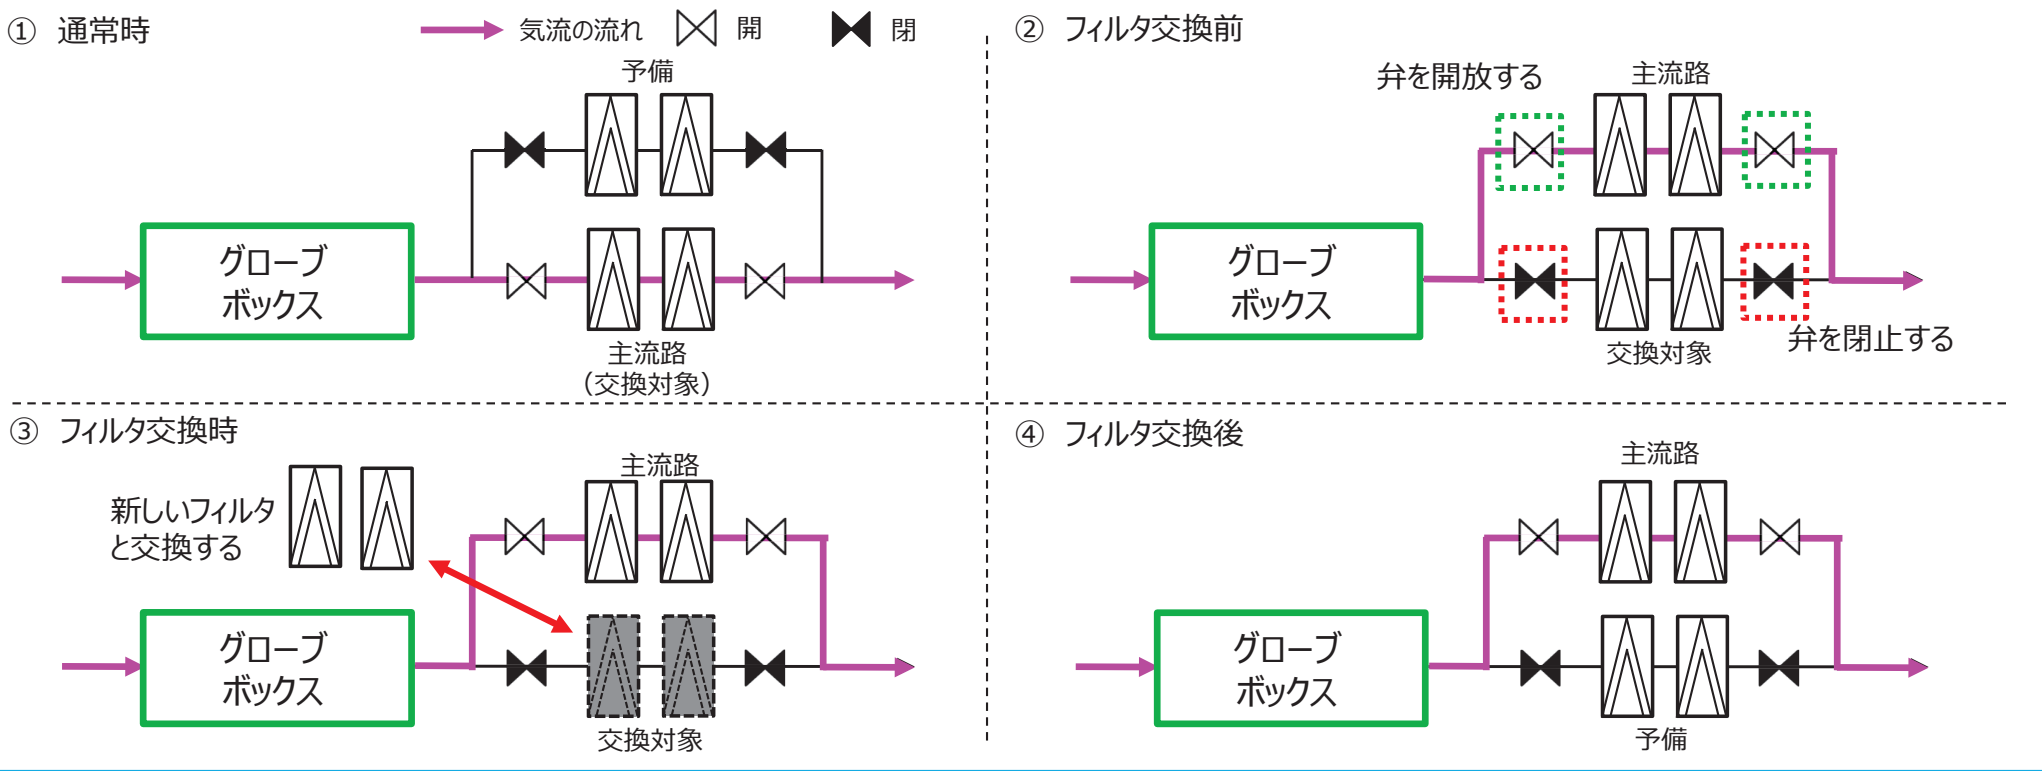 ① 通常時
気流の流れ 開 閉
予備
グローブ
ボックス
主流路
（交換対象）
② フィルタ交換前
弁を開放する
主流路
グローブ
ボックス
交換対象
弁を閉止する
③ フィルタ交換時
主流路
新しいフィルタ
と交換する
グローブ
ボックス
交換対象
④ フィルタ交換後
主流路
グローブ
ボックス
予備